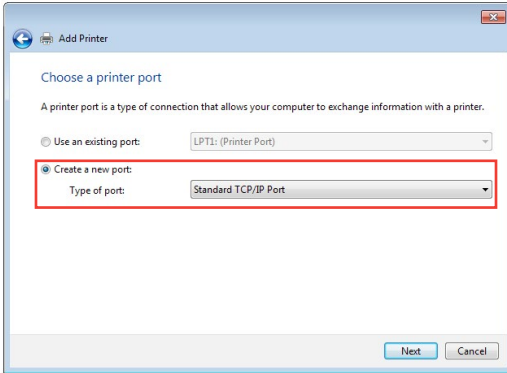 Add Printer
Choose a printer port
A printer port is a type of connection that allows your computer to exchange information with a printer.
Use an existing port: LPT1: (Printer Port)
Create a new port:
Type of port: Standard TCP/IP Port
Next Cancel